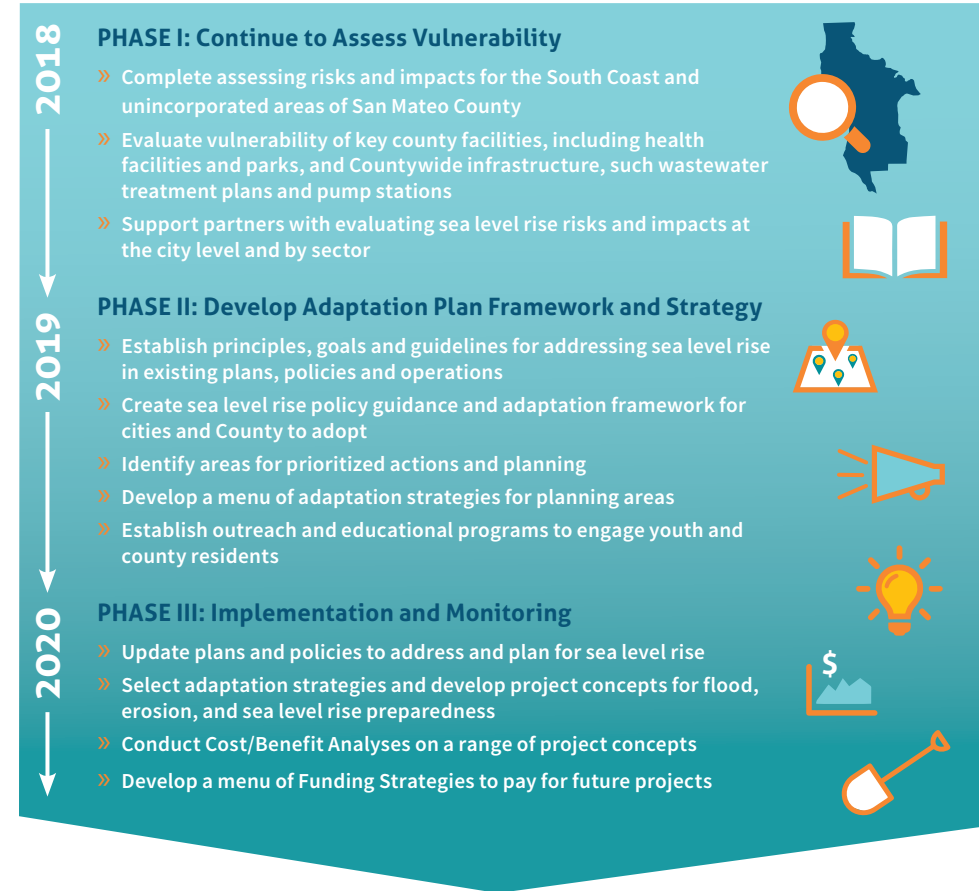 2018
PHASE I: Continue to Assess Vulnerability
» Complete assessing risks and impacts for the South Coast and
unincorporated areas of San Mateo County
» Evaluate vulnerability of key county facilities, including health
facilities and parks, and Countywide infrastructure, such wastewater
treatment plans and pump stations
» Support partners with evaluating sea level rise risks and impacts at
the city level and by sector
2019
PHASE II: Develop Adaptation Plan Framework and Strategy
» Establish principles, goals and guidelines for addressing sea level rise
in existing plans, policies and operations
» Create sea level rise policy guidance and adaptation framework for
cities and County to adopt
» Identify areas for prioritized actions and planning
» Develop a menu of adaptation strategies for planning areas
» Establish outreach and educational programs to engage youth and
county residents
2020
PHASE III: Implementation and Monitoring
» Update plans and policies to address and plan for sea level rise
» Select adaptation strategies and develop project concepts for flood,
erosion, and sea level rise preparedness
» Conduct Cost/Benefit Analyses on a range of project concepts
» Develop a menu of Funding Strategies to pay for future projects
$